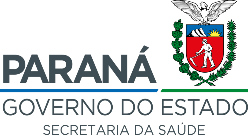 PARANÁ
GOVERNO DO ESTADO
SECRETARIA DA SAÚDE